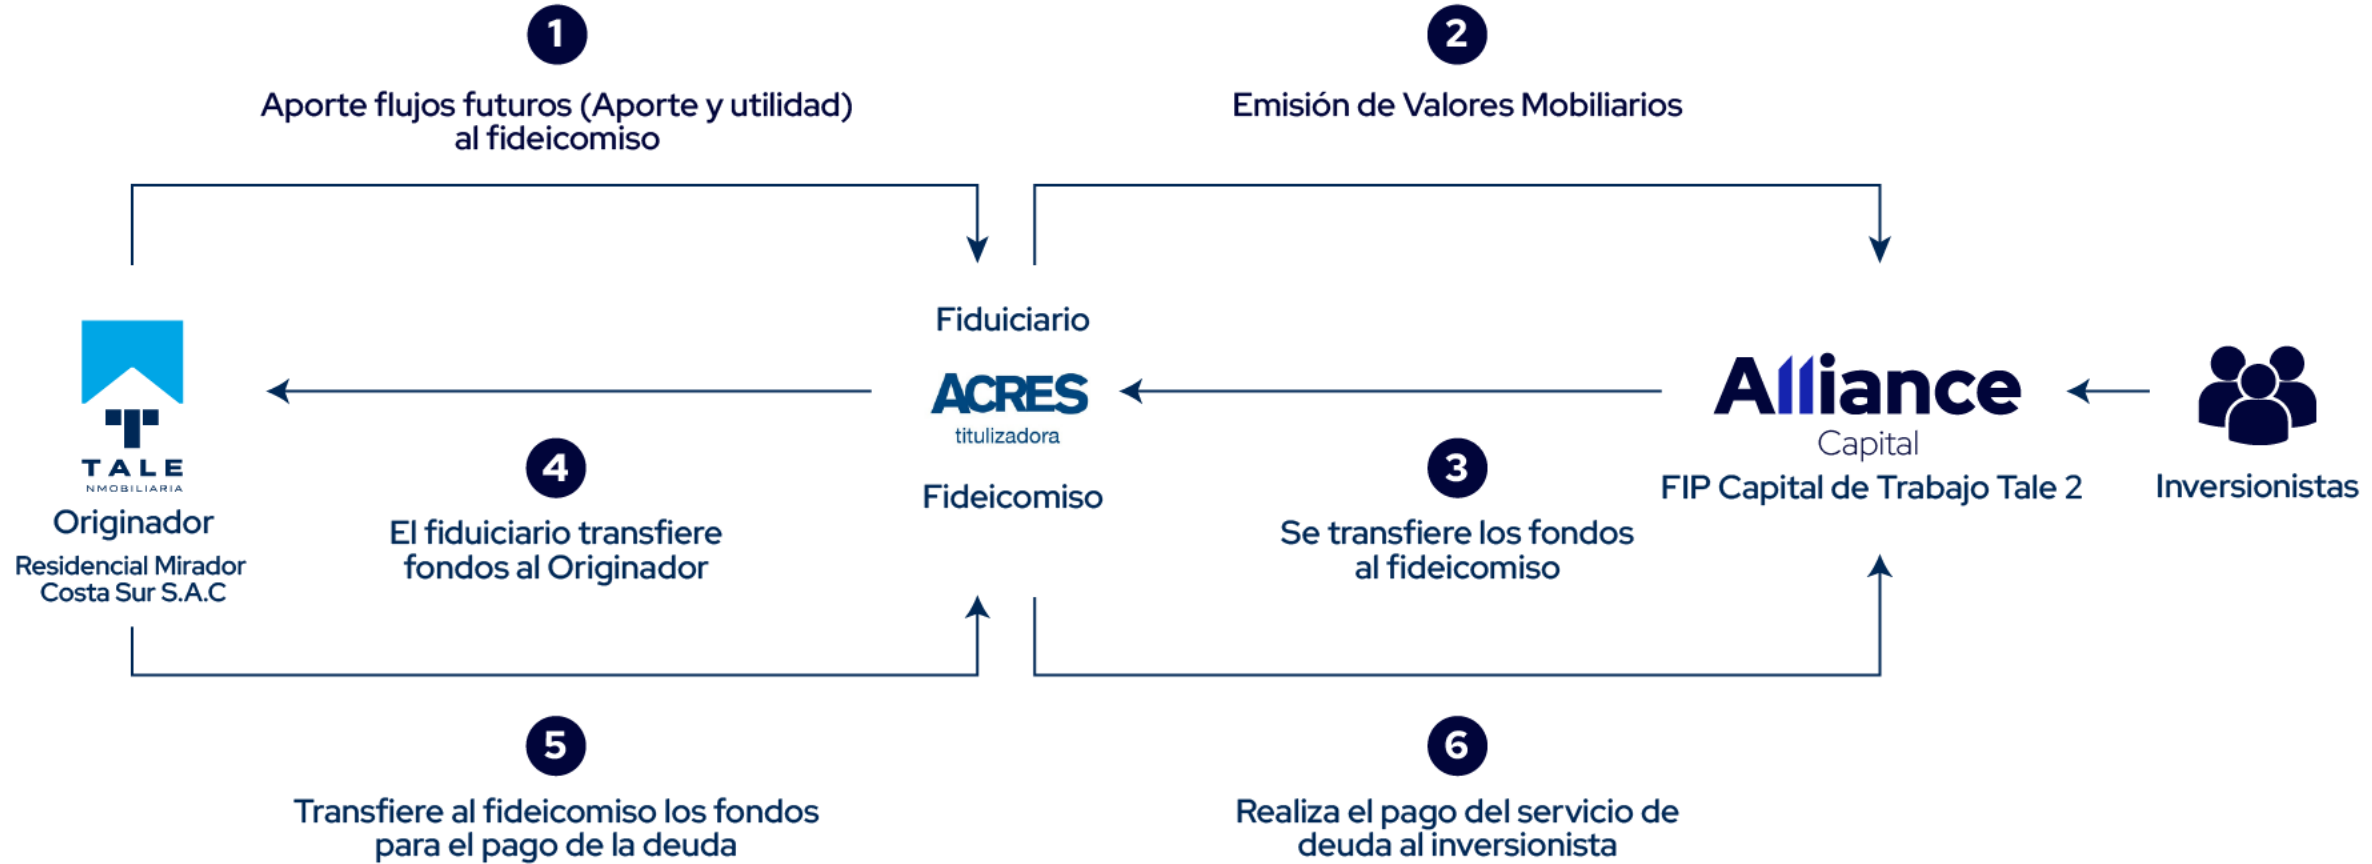 1
Aporte flujos futuros (Aporte y utilidad)
al fideicomiso
2
Emisión de Valores Mobiliarios
TALE
NMOBILIARIA
Originador
Residencial Mirador
Costa Sur S.A.C
Fiduiciario
ACRES
titulizadora
Fideicomiso
Alliance
Capital
FIP Capital de Trabajo Tale 2
Inversionistas
4
El fiduiciario transfiere
fondos al Originador
3
Se transfiere los fondos
al fideicomiso
5
Transfiere al fideicomiso los fondos
para el pago de la deuda
6
Realiza el pago del servicio de
deuda al inversionista